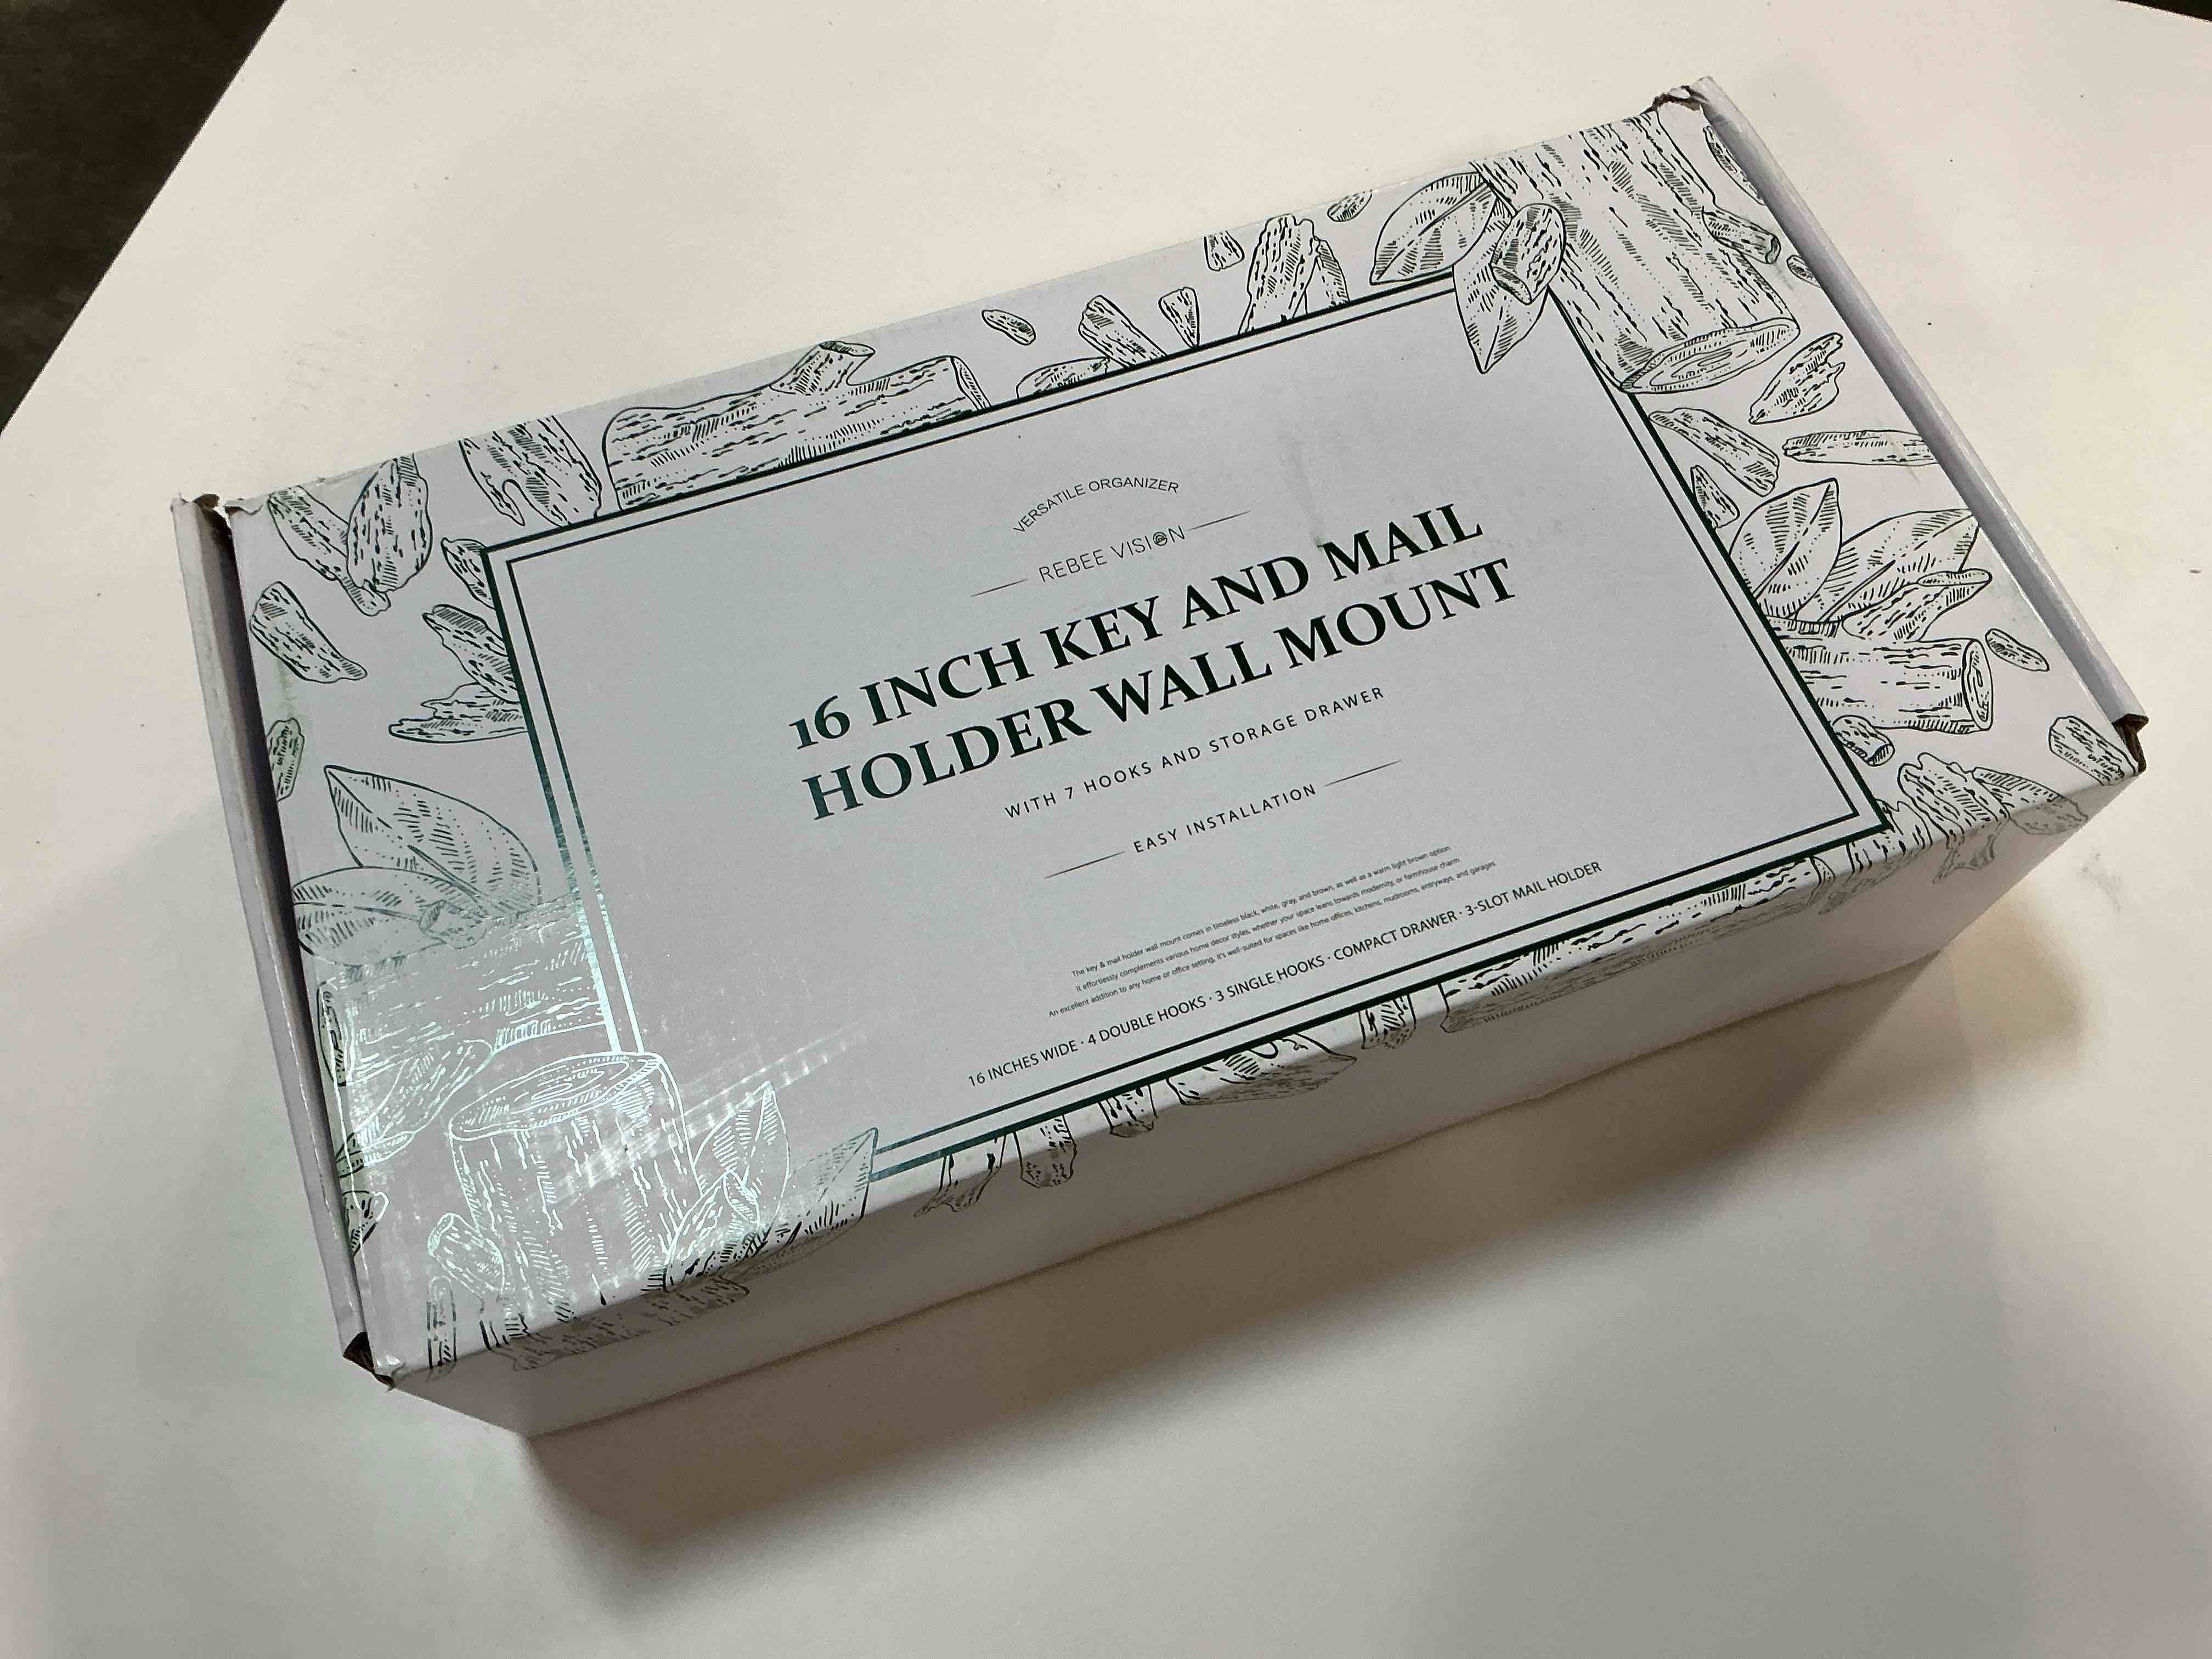 VERSATILE ORGANIZER
REBEE VISION
16 INCH KEY AND MAIL
HOLDER WALL MOUNT
WITH 7 HOOKS AND STORAGE DRAWER
EASY INSTALLATION
The key & mail holder wall mount comes in timeless black, white, gray, and brown, as well as a warm light brown option.
It effortlessly complements various home decor styles, whether your space leans towards modernity, or farmhouse charm.
An excellent addition to any home or office setting, it's well-suited for spaces like home offices, kitchens, mudrooms, entryways, and garages.
16 INCHES WIDE · 4 DOUBLE HOOKS · 3 SINGLE HOOKS · COMPACT DRAWER · 3-SLOT MAIL HOLDER